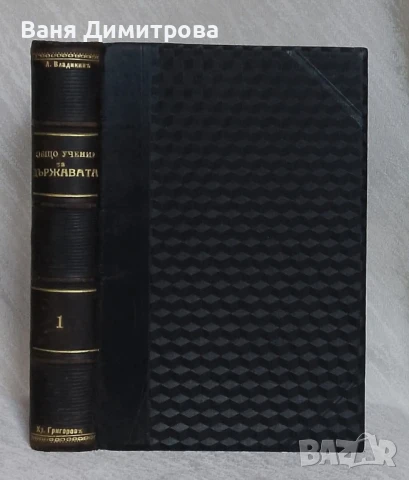 Ваня Димитрова
Л. Владикинъ
ОБЩО УЧЕНИЕ
ЗА
ДЪРЖАВАТА
1
Хр. Григоровъ
BAZAR